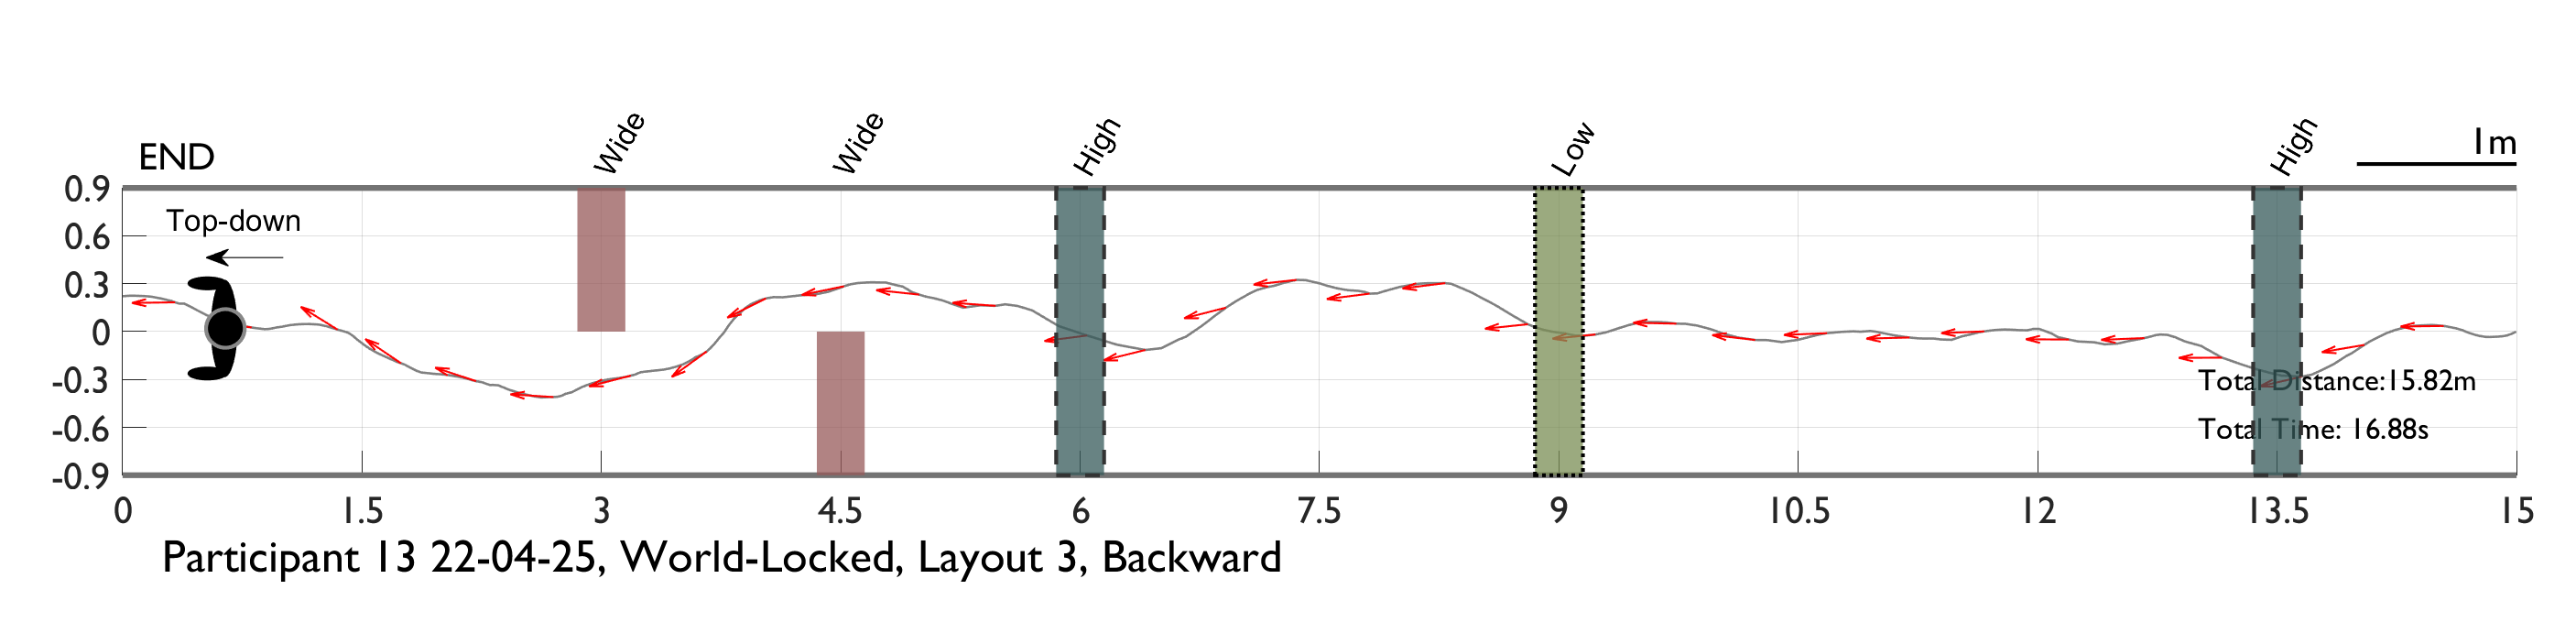 Wide
Wide
High
Low
High
END
1m
Top-down
0.9
0.6
0.3
0
-0.3
-0.6
-0.9
Total Distance:15.82m
Total Time: 16.88s
0 1.5 3 4.5 6 7.5 9 10.5 12 13.5 15
Participant 13 22-04-25, World-Locked, Layout 3, Backward